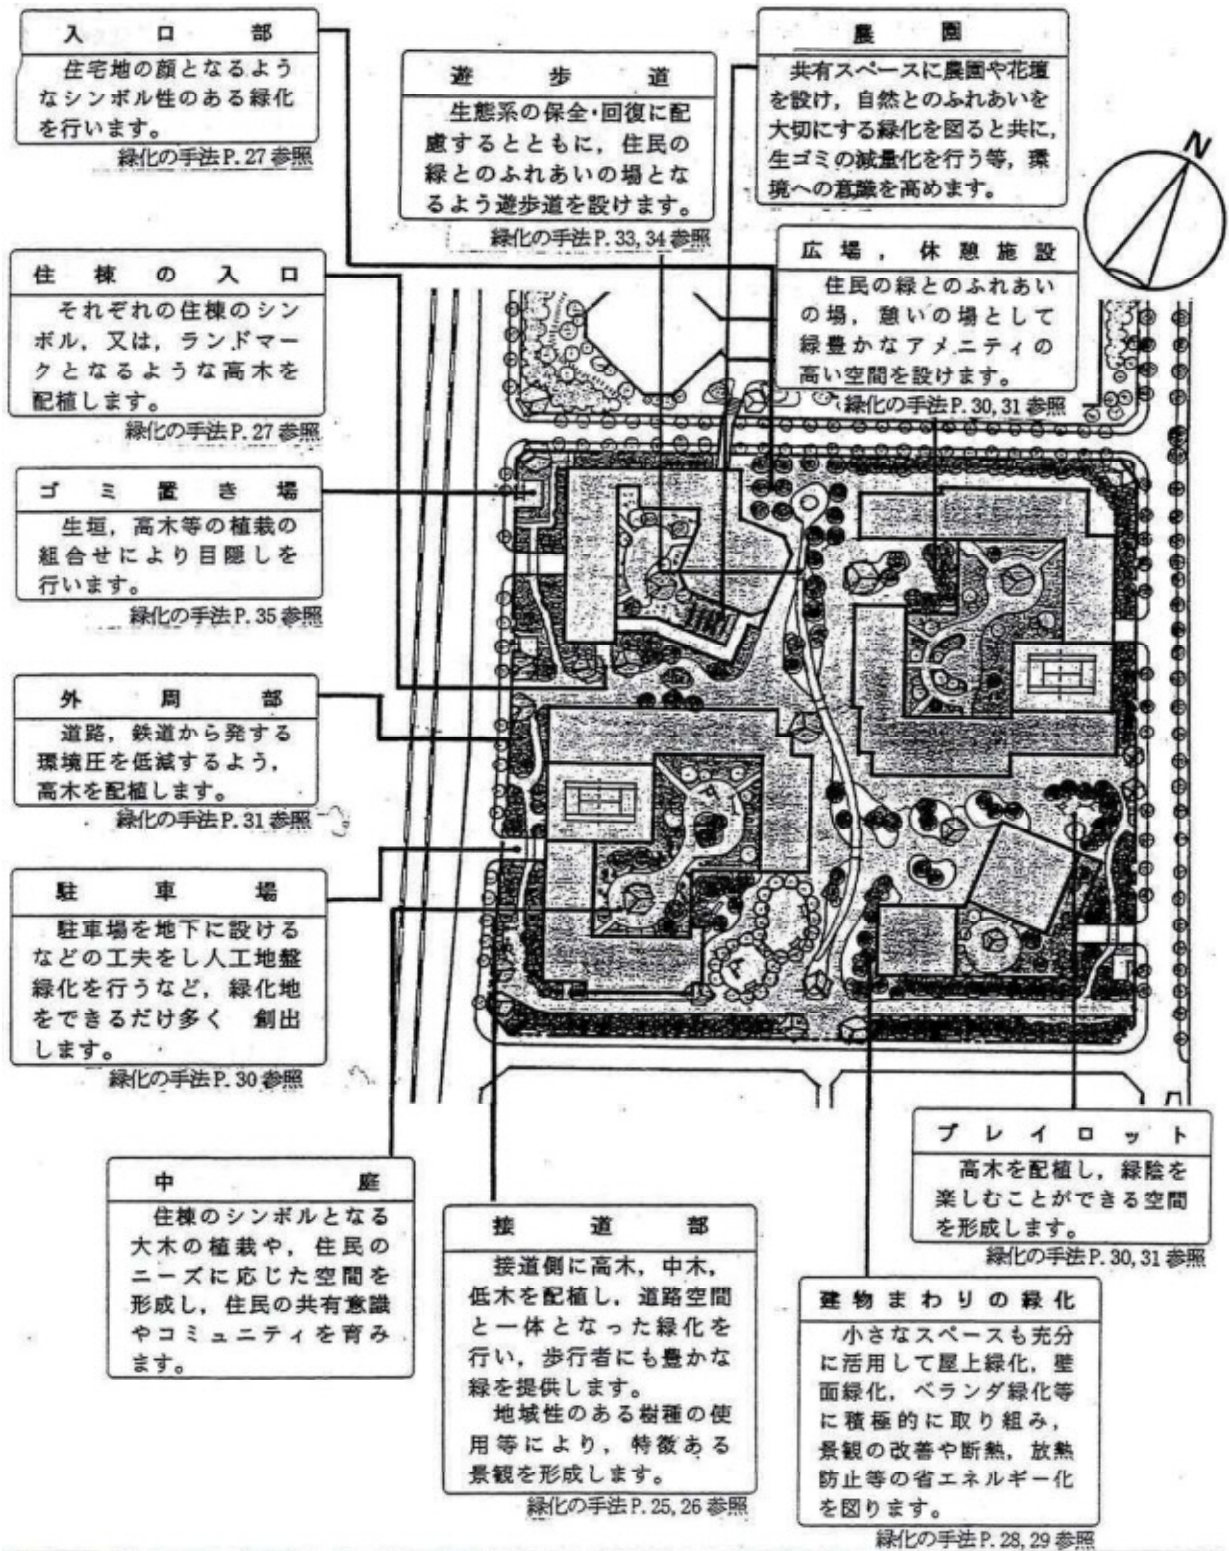 入口部
住宅地の顔となるよう
なシンボル性のある緑化
を行います。
緑化の手法P.27参照
遊歩道
生態系の保全・回復に配
慮するとともに，住民の
緑とのふれあいの場とな
るよう遊歩道を設けます。
緑化の手法P.33,34参照
農園
共有スペースに農園や花壇
を設け，自然とのふれあいを
大切にする緑化を図ると共に，
生ゴミの減量化を行う等，環
境への意識を高めます。
N
広場，休憩施設
住民の緑とのふれあい
の場，憩いの場として
緑豊かなアメニティの
高い空間を設けます。
緑化の手法P.30,31参照
住棟の入口
それぞれの住棟のシン
ボル，又は，ランドマー
クとなるような高木を
配植します。
緑化の手法P.27参照
ゴミ置き場
生垣，高木等の植栽の
組合せにより目隠しを
行います。
緑化の手法P.35参照
外周部
道路，鉄道から発する
環境圧を低減するよう，
高木を配植します。
緑化の手法P.31参照
駐車場
駐車場を地下に設ける
などの工夫をし人工地盤
緑化を行うなど，緑化地
をできるだけ多く　創出
します。
緑化の手法P.30参照
中庭
住棟のシンボルとなる
大木の植栽や，住民の
ニーズに応じた空間を
形成し，住民の共有意識
やコミュニティを育み
ます。
接道部
接道側に高木，中木，
低木を配植し，道路空間
と一体となった緑化を
行い，歩行者にも豊かな
緑を提供します。
地域性のある樹種の使
用等により，特徴ある
景観を形成します。
緑化の手法P.25,26参照
プレイロット
高木を配植し，緑陰を
楽しむことができる空間
を形成します。
緑化の手法P.30,31参照
建物まわりの緑化
小さなスペースも充分
に活用して屋上緑化，壁
面緑化，ベランダ緑化等
に積極的に取り組み，
景観の改善や断熱，放熱
防止等の省エネルギー化
を図ります。
緑化の手法P.28,29参照